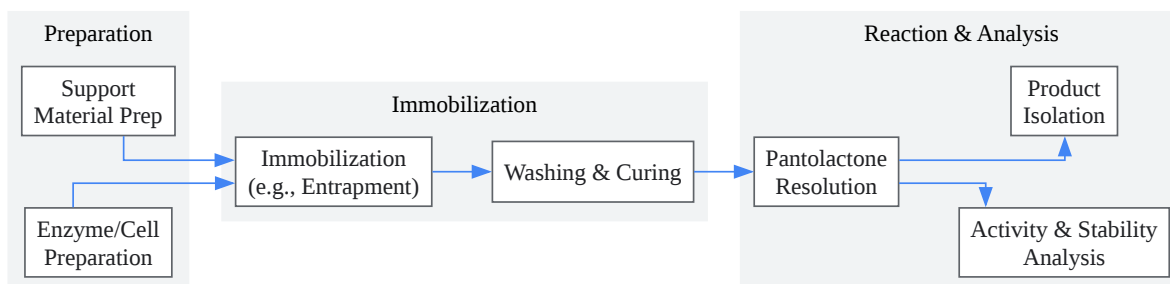 Preparation
Support
Material Prep
Enzyme/Cell
Preparation
Immobilization
Immobilization
(e.g., Entrapment)
Washing & Curing
Reaction & Analysis
Pantolactone
Resolution
Product
Isolation
Activity & Stability
Analysis